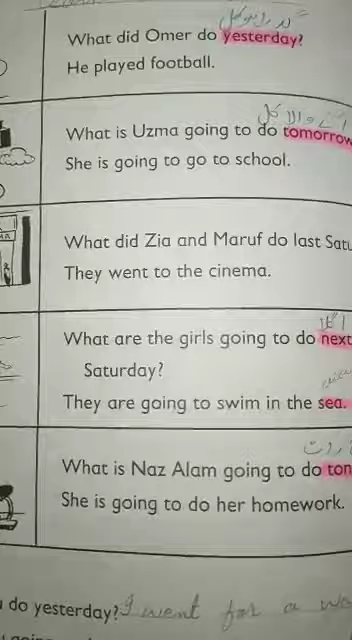 What did Omer do yesterday?
He played football.
What is Uzma going to do tomorrow
She is going to go to school.
What did Zia and Maruf do last Satu
They went to the cinema.
اگلا
What are the girls going to do next
Saturday?
They are going to swim in the sea.
What is Naz Alam going to do ton
She is going to do her homework.
do yesterday? I went for a wa